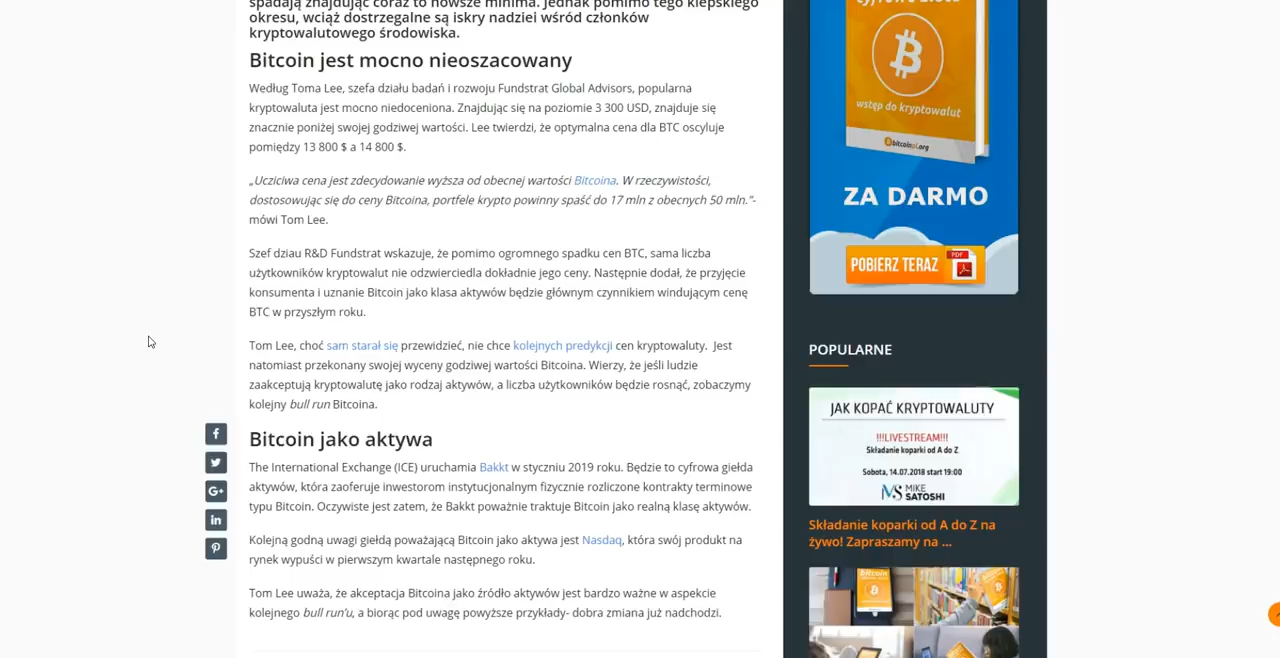 spadają znajdując coraz to nowsze minima. Jednak pomimo tego kiepskiego
okresu, wciąż dostrzegalne są iskry nadziei wśród członków
kryptowalutowego środowiska.
Bitcoin jest mocno nieoszacowany
Według Toma Lee, szefa działu badań i rozwoju Fundstrat Global Advisors, popularna
kryptowaluta jest mocno niedoceniona. Znajdując się na poziomie 3 300 USD, znajduje się
znacznie poniżej swojej godziwej wartości. Lee twierdzi, że optymalna cena dla BTC oscyluje
pomiędzy 13 800 $ a 14 800 $.
„Ucziciwa cena jest zdecydowanie wyższa od obecnej wartości Bitcoina. W rzeczywistości,
dostosowując się do ceny Bitcoina, portfele krypto powinny spaść do 17 mln z obecnych 50 mln."-
mówi Tom Lee.
Szef dziau R&D Fundstrat wskazuje, że pomimo ogromnego spadku cen BTC, sama liczba
użytkowników kryptowalut nie odzwierciedla dokładnie jego ceny. Następnie dodał, że przyjęcie
konsumenta i uznanie Bitcoin jako klasa aktywów będzie głównym czynnikiem windującym cenę
BTC w przyszłym roku.
Tom Lee, choć sam starał się przewidzieć, nie chce kolejnych predykcji cen kryptowaluty. Jest
natomiast przekonany swojej wyceny godziwej wartości Bitcoina. Wierzy, że jeśli ludzie
zaakceptują kryptowalutę jako rodzaj aktywów, a liczba użytkowników będzie rosnąć, zobaczymy
kolejny bull run Bitcoina.
Bitcoin jako aktywa
The International Exchange (ICE) uruchamia Bakkt w styczniu 2019 roku. Będzie to cyfrowa giełda
aktywów, która zaoferuje inwestorom instytucjonalnym fizycznie rozliczone kontrakty terminowe
typu Bitcoin. Oczywiste jest zatem, że Bakkt poważnie traktuje Bitcoin jako realną klasę aktywów.
Kolejną godną uwagi giełdą poważającą Bitcoin jako aktywa jest Nasdaq, która swój produkt na
rynek wypuści w pierwszym kwartale następnego roku.
Tom Lee uważa, że akceptacja Bitcoina jako źródło aktywów jest bardzo ważne w aspekcie
kolejnego bull run'u, a biorąc pod uwagę powyższe przykłady- dobra zmiana już nadchodzi.
wstęp do kryptowalut
bitcoinpl.org
ZA DARMO
POBIERZ TERAZ
PDF
POPULARNE
JAK KOPAĆ KRYPTOWALUTY
!!!LIVESTREAM!!!
Składanie koparki od A do Z
Sobota, 14.07.2018 start 19:00
MS MIKE
SATOSHI
Składanie koparki od A do Z na
żywo! Zapraszamy na ...